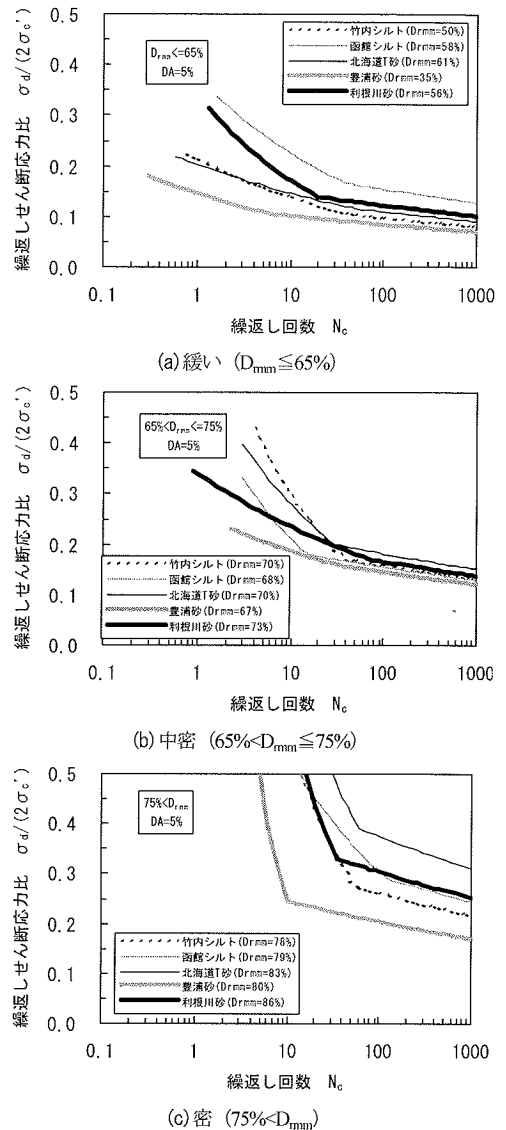 0.5
0.4
0.3
0.2
0.1
0.0
繰返しせん断応力比 σd/(2σc')
Drmm<=65%
DA=5%
竹内シルト(Drmm=50%)
函館シルト(Drmm=58%)
北海道T砂(Drmm=61%)
豊浦砂(Drmm=35%)
利根川砂(Drmm=56%)
0.1 1 10 100 1000
繰返し回数 Nc
(a) 緩い (Drmm≦65%)
0.5
0.4
0.3
0.2
0.1
0.0
繰返しせん断応力比 σd/(2σc')
65%<Drmm<=75%
DA=5%
竹内シルト(Drmm=70%)
函館シルト(Drmm=68%)
北海道T砂(Drmm=70%)
豊浦砂(Drmm=67%)
利根川砂(Drmm=73%)
0.1 1 10 100 1000
繰返し回数 Nc
(b) 中密 (65%<Drmm≦75%)
0.5
0.4
0.3
0.2
0.1
0.0
繰返しせん断応力比 σd/(2σc')
75%<Drmm
DA=5%
竹内シルト(Drmm=78%)
函館シルト(Drmm=79%)
北海道T砂(Drmm=83%)
豊浦砂(Drmm=80%)
利根川砂(Drmm=86%)
0.1 1 10 100 1000
繰返し回数 Nc
(c) 密 (75%<Drmm)